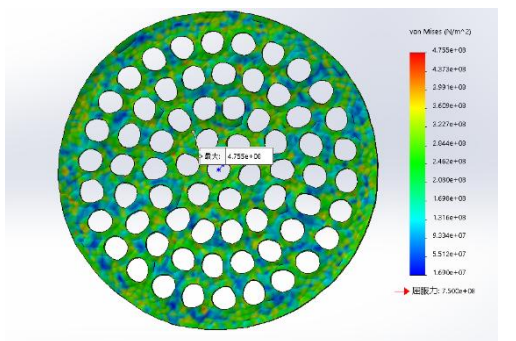 von Mises (N/m^2)
4.755e+08
4.373e+08
3.991e+08
3.609e+08
3.227e+08
2.844e+08
2.462e+08
2.080e+08
1.698e+08
1.316e+08
9.334e+07
5.512e+07
1.690e+07
屈服力: 7.500e+08
最大: 4.755e+08